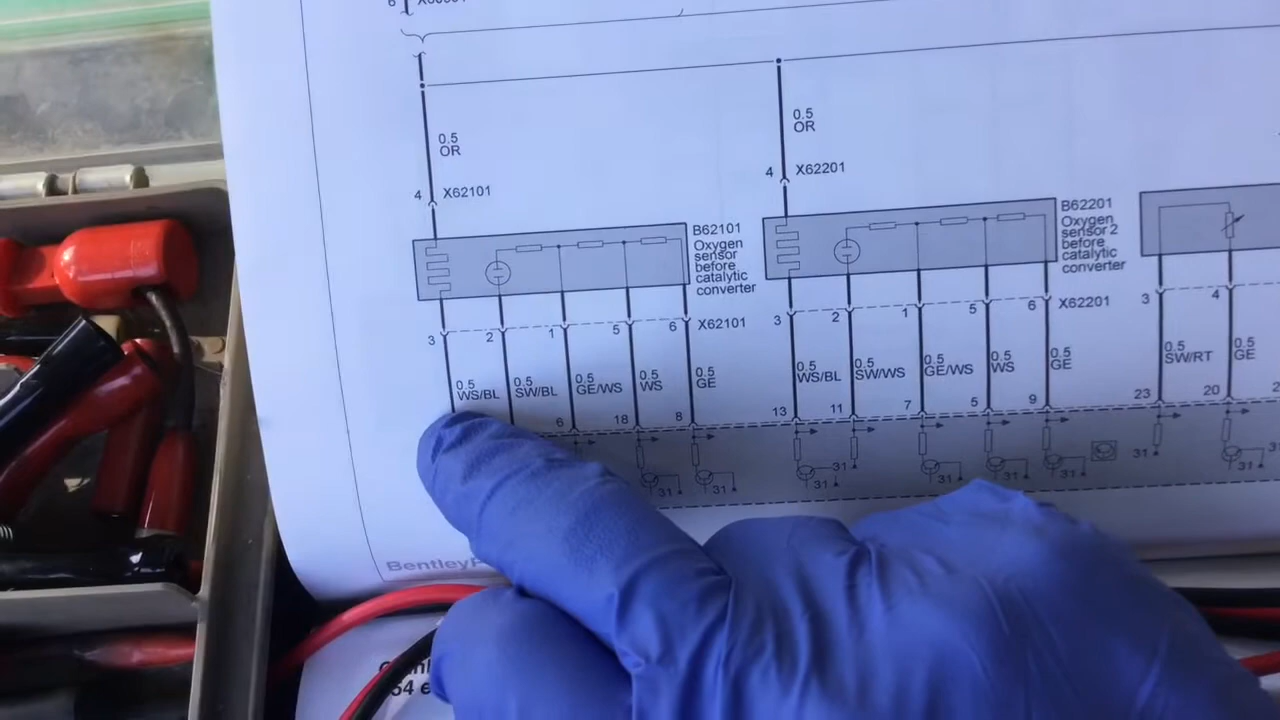 6
0.5
OR
4 X62101
0.5
OR
4 X62201
B62101
Oxygen
sensor
before
catalytic
converter
B62201
Oxygen
sensor 2
before
catalytic
converter
3 2 1 5 6 X62101
3 2 1 5 6 X62201
3 4
0.5
WS/BL
0.5
SW/BL
0.5
GE/WS
0.5
WS
0.5
GE
0.5
WS/BL
0.5
SW/WS
0.5
GE/WS
0.5
WS
0.5
GE
0.5
SW/RT
0.5
GE
6 18 8 13 11 7 5 9 23 20 2
31 31 31 31 31 31 31 31